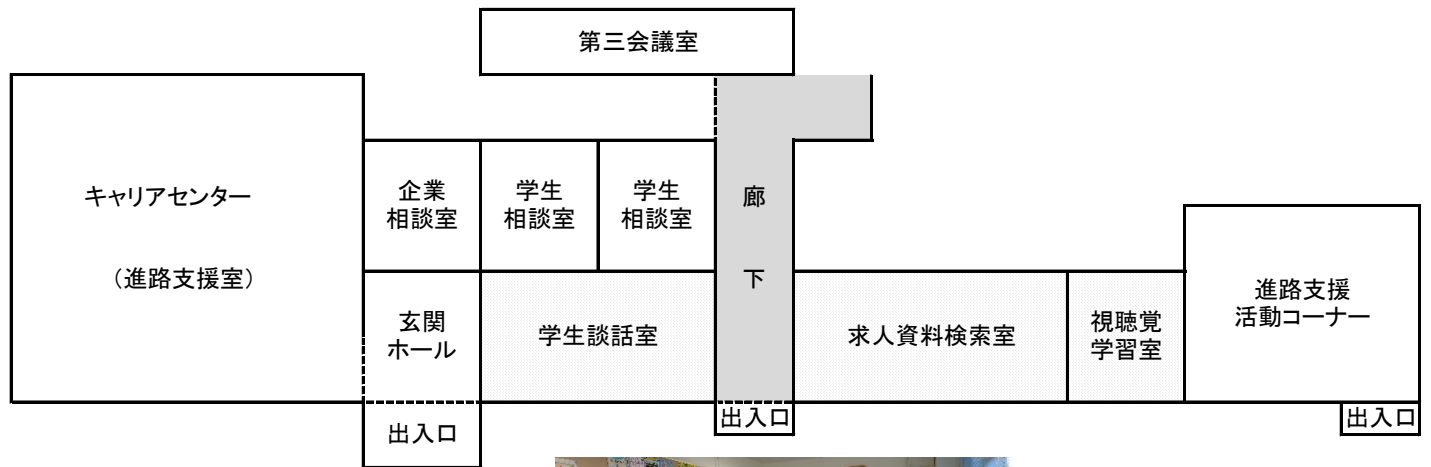 第三会議室
キャリアセンター
（進路支援室）
企業
相談室
学生
相談室
学生
相談室
廊
下
玄関
ホール
学生談話室
求人資料検索室
視聴覚
学習室
進路支援
活動コーナー
出入口
出入口
出入口